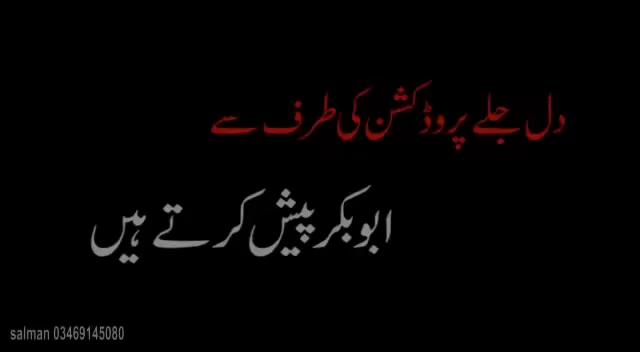 دل جلے پروڈکشن کی طرف سے
ابوبکر پیش کرتے ہیں
salman 03469145080